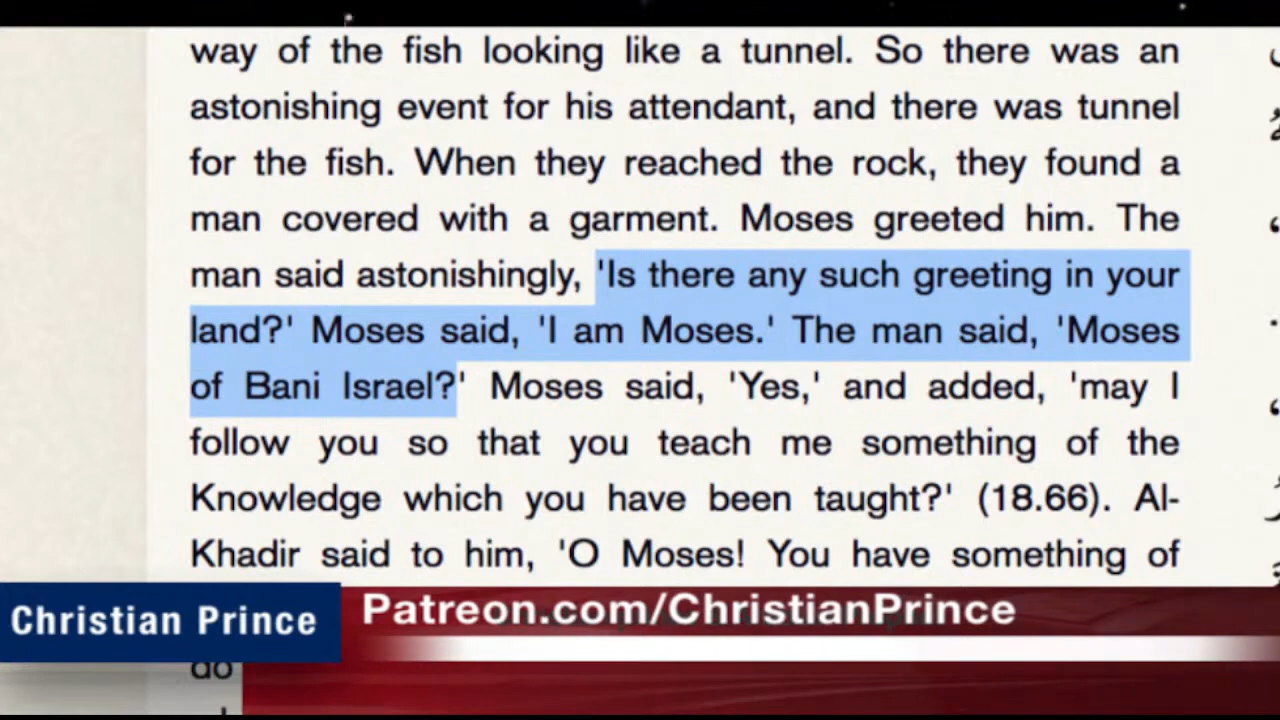 way of the fish looking like a tunnel. So there was an
astonishing event for his attendant, and there was tunnel
for the fish. When they reached the rock, they found a
man covered with a garment. Moses greeted him. The
man said astonishingly, 'Is there any such greeting in your
land?' Moses said, 'I am Moses.' The man said, 'Moses
of Bani Israel?' Moses said, 'Yes,' and added, 'may I
follow you so that you teach me something of the
Knowledge which you have been taught?' (18.66). Al-
Khadir said to him, 'O Moses! You have something of
Christian Prince
Patreon.com/ChristianPrince
do